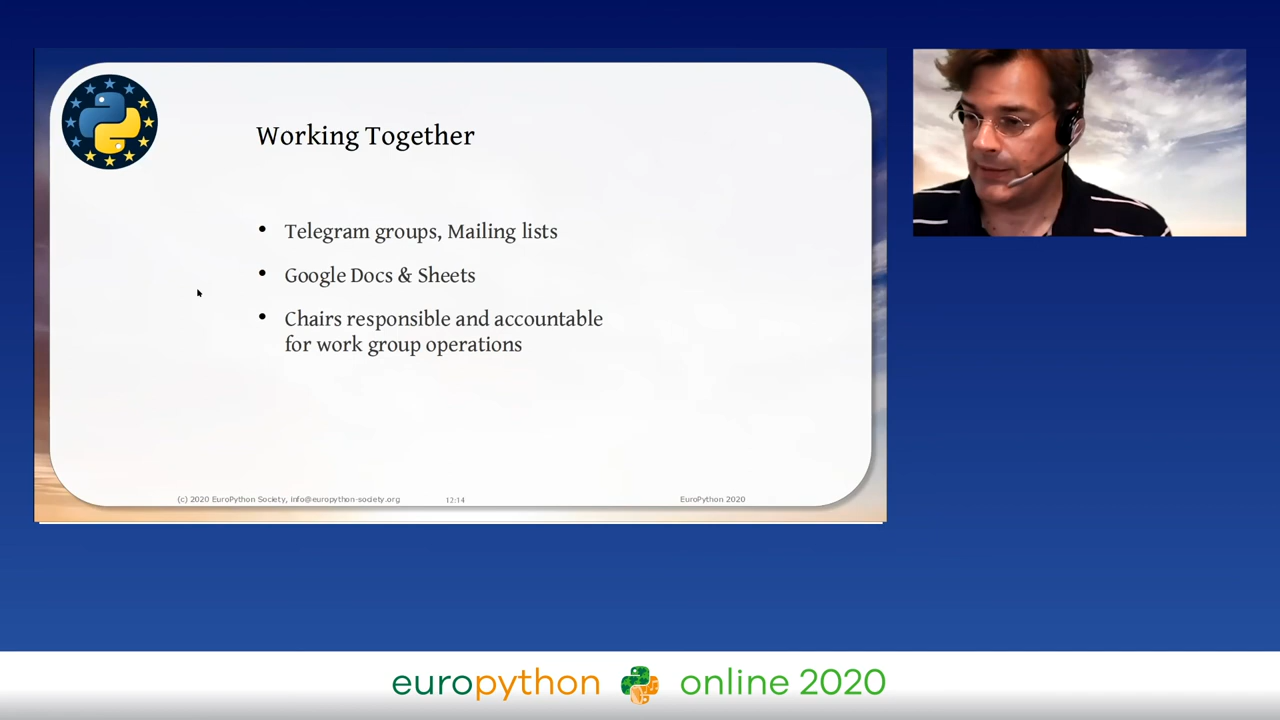 Working Together
• Telegram groups, Mailing lists
• Google Docs & Sheets
• Chairs responsible and accountable
for work group operations
(c) 2020 EuroPython Society, info@europython-society.org 12:14 EuroPython 2020
europython online 2020